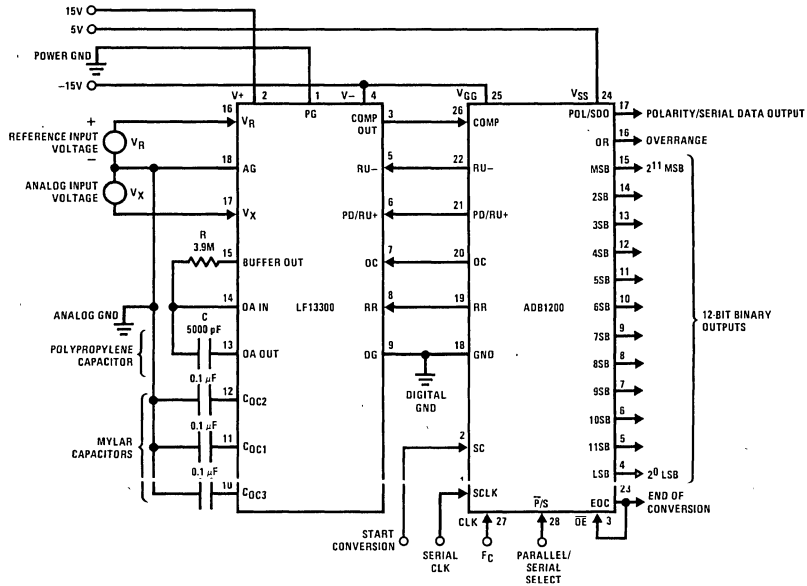 15V
5V
POWER GND
-15V
V+ 2
1
V- 4
VGG 25
VSS 24
PG
16 VR
COMP OUT 3
26 COMP
POL/SDO 17 POLARITY/SERIAL DATA OUTPUT
+
REFERENCE INPUT VOLTAGE
VR
−
OR 16 OVERRANGE
18 AG
5 RU-
22 RU-
MSB 15 2^11 MSB
ANALOG INPUT VOLTAGE
VX
2SB 14
17 VX
6 PD/RU+
21 PD/RU+
3SB 13
R
3.9M
15 BUFFER OUT
7 OC
20 OC
4SB 12
5SB 11
14 OA IN
LF13300
8 RR
19 RR
ADB1200
6SB 10
12-BIT BINARY OUTPUTS
ANALOG GND
C
5000 pF
7SB 9
POLYPROPYLENE CAPACITOR
13 OA OUT
9 DG
18 GND
8SB 8
DIGITAL GND
0.1 μF
12 COC2
9SB 7
MYLAR CAPACITORS
0.1 μF
11 COC1
10SB 6
2 SC
11SB 5
0.1 μF
10 COC3
LSB 4 2^0 LSB
1 SCLK
23
EOC
END OF CONVERSION
CLK 27
P̅/S 28
O̅E̅ 3
START CONVERSION
SERIAL CLK
FC
PARALLEL/ SERIAL SELECT